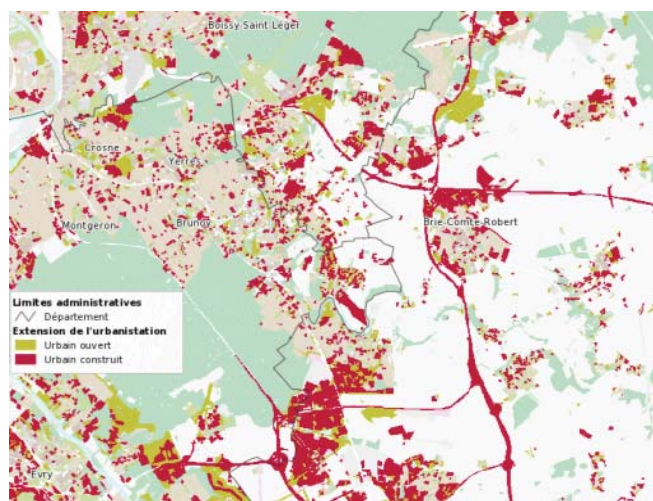 Boissy-Saint-Léger
Crosne
Yerres
Montgeron
Brunoy
Brie-Comte-Robert
Limites administratives
Département
Extension de l'urbanistation
Urbain ouvert
Urbain construit
Evry